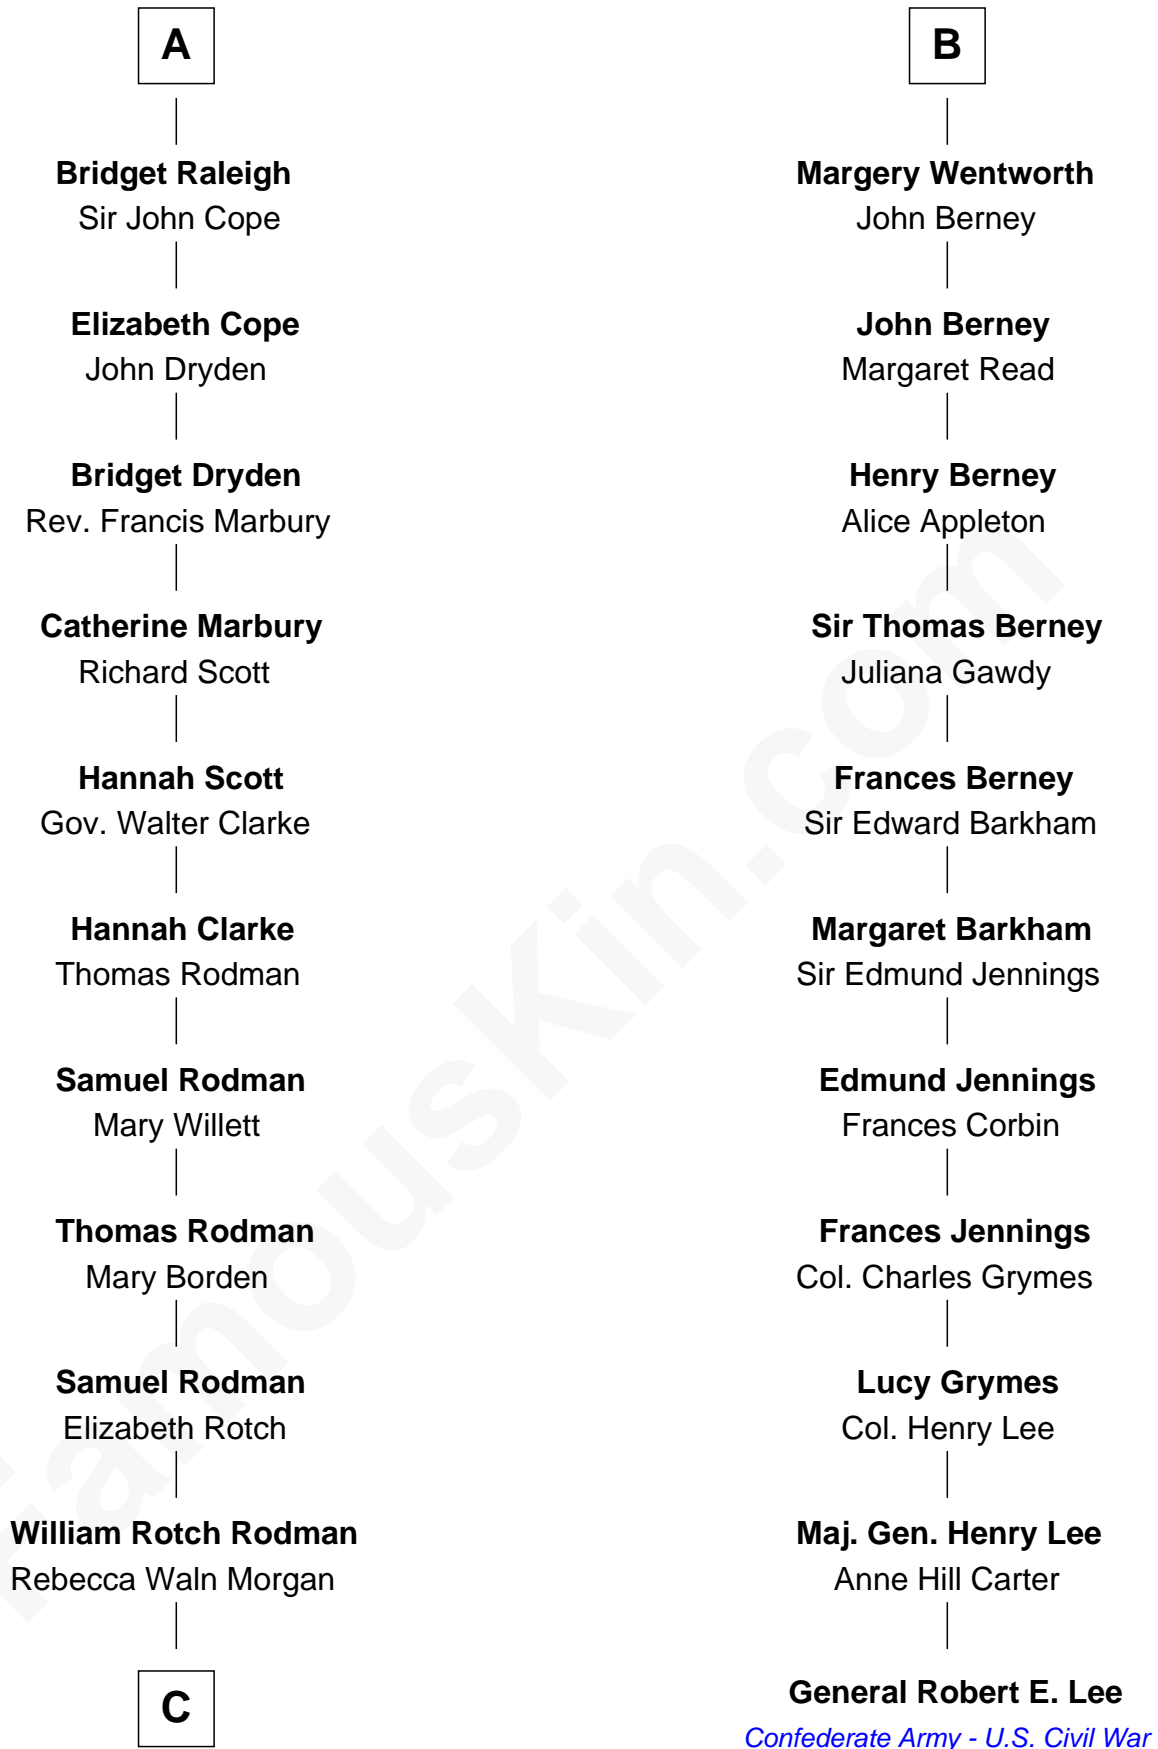 A
Bridget Raleigh
Sir John Cope
Elizabeth Cope
John Dryden
Bridget Dryden
Rev. Francis Marbury
Catherine Marbury
Richard Scott
Hannah Scott
Gov. Walter Clarke
Hannah Clarke
Thomas Rodman
Samuel Rodman
Mary Willett
Thomas Rodman
Mary Borden
Samuel Rodman
Elizabeth Rotch
William Rotch Rodman
Rebecca Waln Morgan
C
B
Margery Wentworth
John Berney
John Berney
Margaret Read
Henry Berney
Alice Appleton
Sir Thomas Berney
Juliana Gawdy
Frances Berney
Sir Edward Barkham
Margaret Barkham
Sir Edmund Jennings
Edmund Jennings
Frances Corbin
Frances Jennings
Col. Charles Grymes
Lucy Grymes
Col. Henry Lee
Maj. Gen. Henry Lee
Anne Hill Carter
General Robert E. Lee
Confederate Army - U.S. Civil War
FamousKin.com